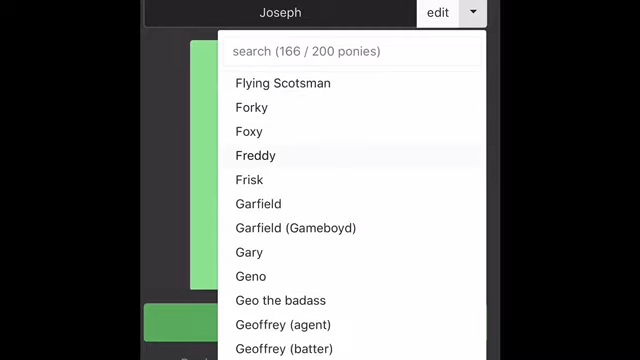 Joseph
edit
search (166 / 200 ponies)
Flying Scotsman
Forky
Foxy
Freddy
Frisk
Garfield
Garfield (Gameboyd)
Gary
Geno
Geo the badass
Geoffrey (agent)
Geoffrey (batter)